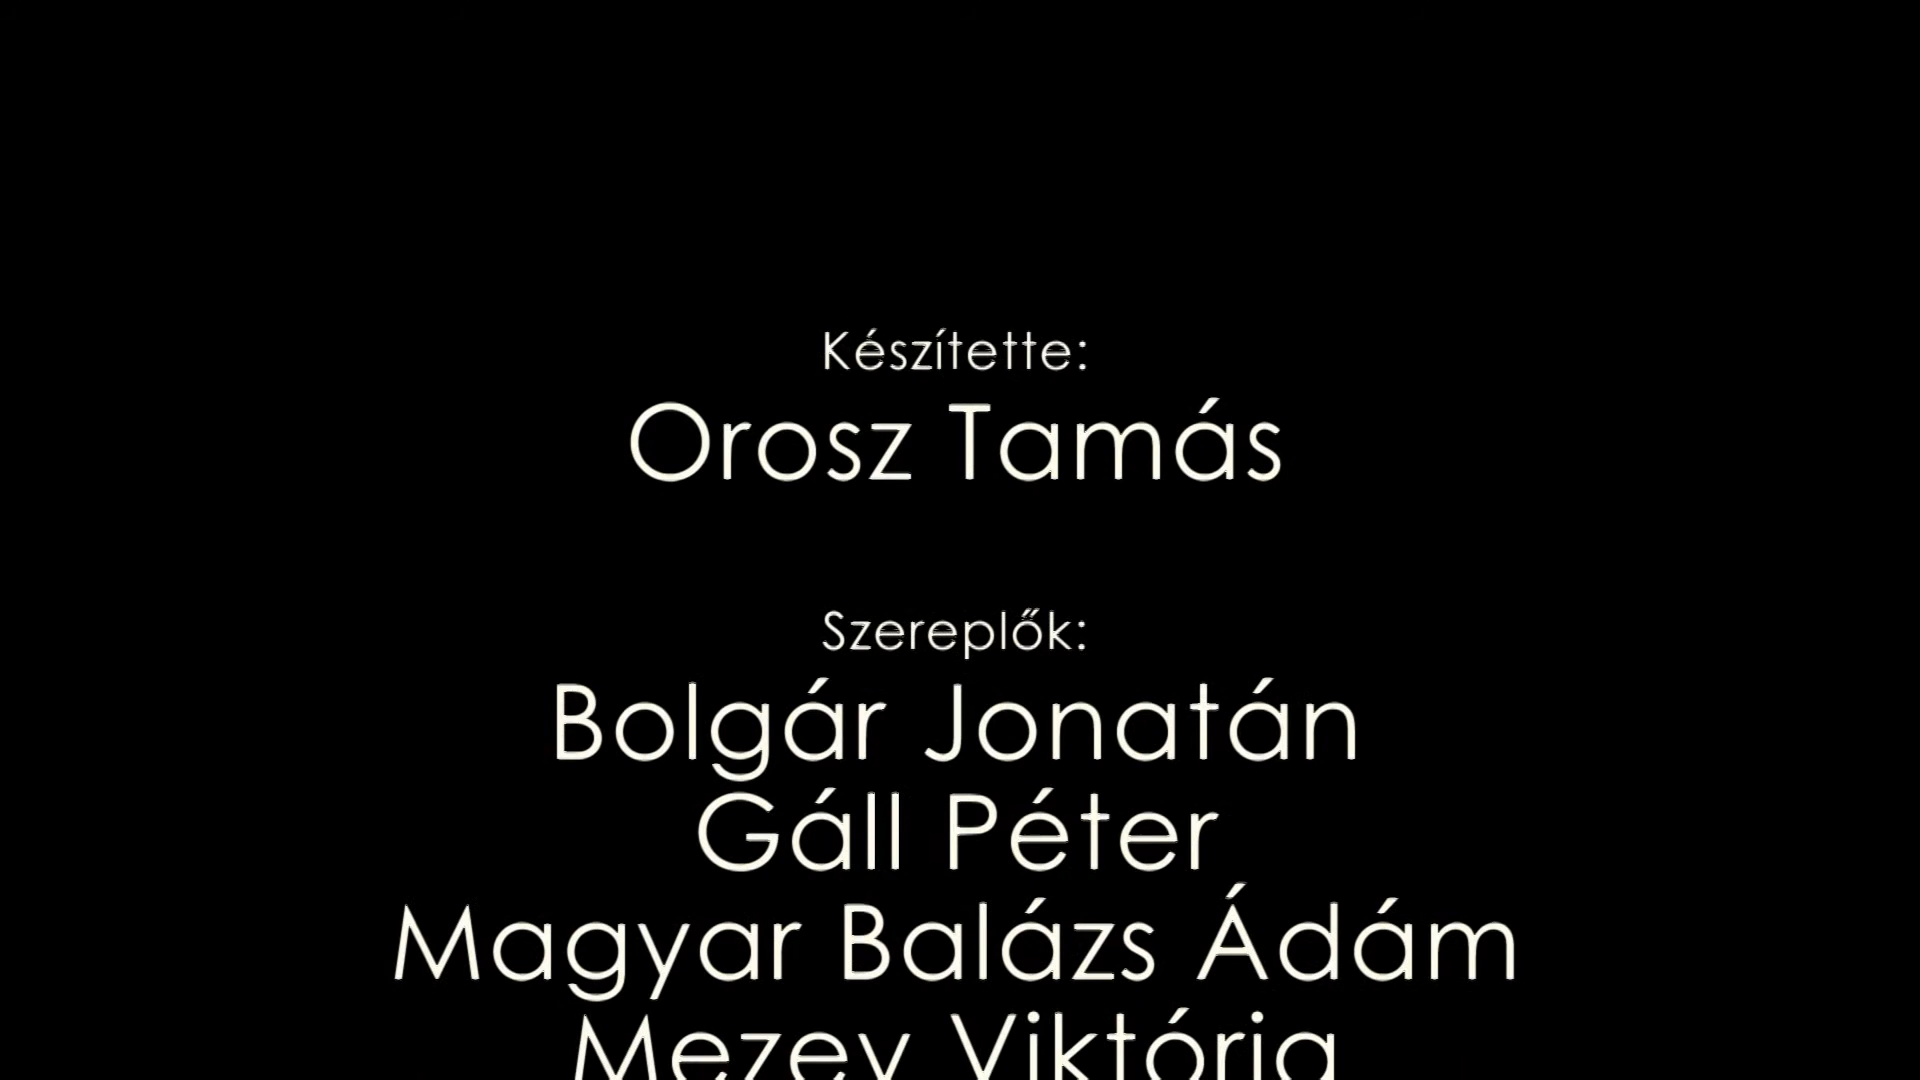 Készítette:
Orosz Tamás
Szereplők:
Bolgár Jonatán
Gáll Péter
Magyar Balázs Ádám
Mezey Viktória